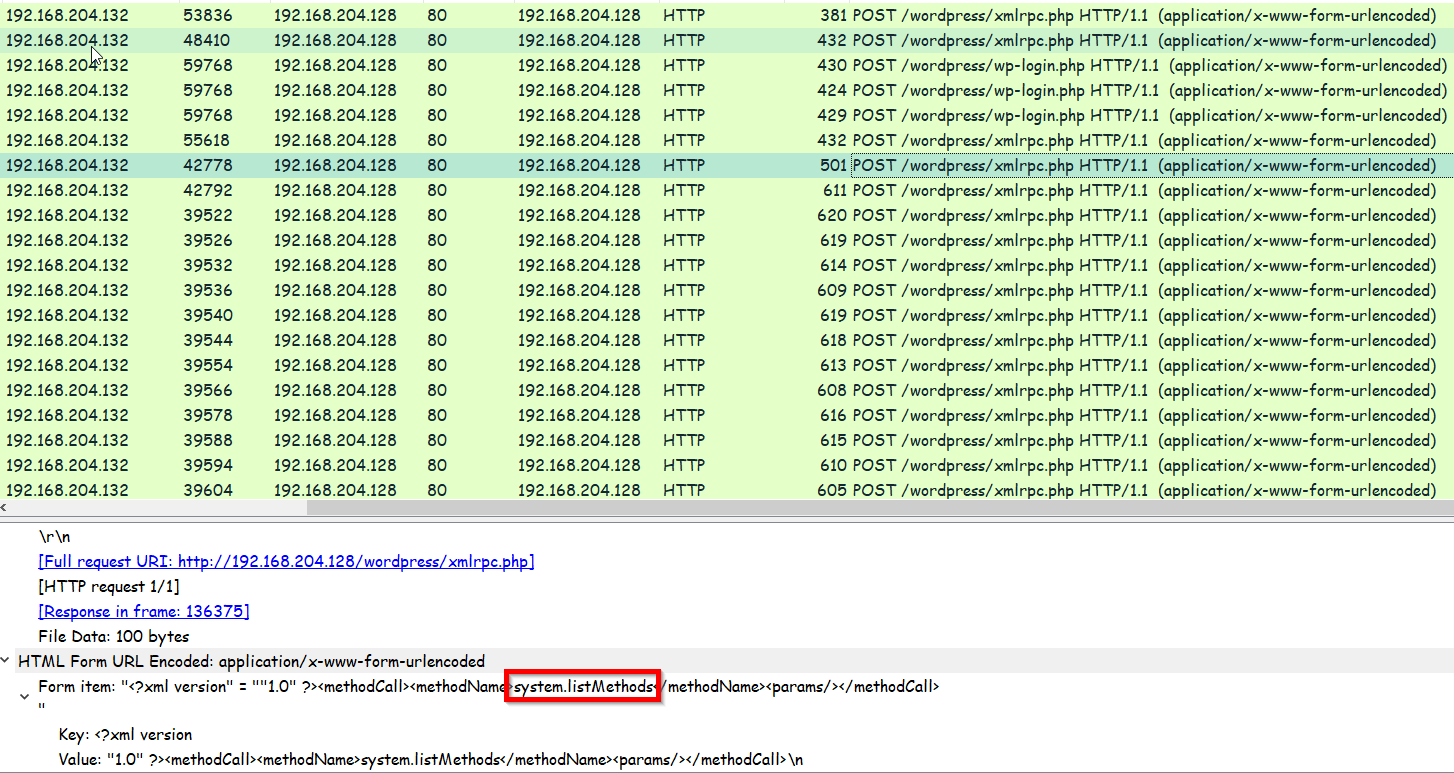 192.168.204.132 53836 192.168.204.128 80 192.168.204.128 HTTP 381 POST /wordpress/xmlrpc.php HTTP/1.1 (application/x-www-form-urlencoded)
192.168.204.132 48410 192.168.204.128 80 192.168.204.128 HTTP 432 POST /wordpress/xmlrpc.php HTTP/1.1 (application/x-www-form-urlencoded)
192.168.204.132 59768 192.168.204.128 80 192.168.204.128 HTTP 430 POST /wordpress/wp-login.php HTTP/1.1 (application/x-www-form-urlencoded)
192.168.204.132 59768 192.168.204.128 80 192.168.204.128 HTTP 424 POST /wordpress/wp-login.php HTTP/1.1 (application/x-www-form-urlencoded)
192.168.204.132 59768 192.168.204.128 80 192.168.204.128 HTTP 429 POST /wordpress/wp-login.php HTTP/1.1 (application/x-www-form-urlencoded)
192.168.204.132 55618 192.168.204.128 80 192.168.204.128 HTTP 432 POST /wordpress/xmlrpc.php HTTP/1.1 (application/x-www-form-urlencoded)
192.168.204.132 42778 192.168.204.128 80 192.168.204.128 HTTP 501 POST /wordpress/xmlrpc.php HTTP/1.1 (application/x-www-form-urlencoded)
192.168.204.132 42792 192.168.204.128 80 192.168.204.128 HTTP 611 POST /wordpress/xmlrpc.php HTTP/1.1 (application/x-www-form-urlencoded)
192.168.204.132 39522 192.168.204.128 80 192.168.204.128 HTTP 620 POST /wordpress/xmlrpc.php HTTP/1.1 (application/x-www-form-urlencoded)
192.168.204.132 39526 192.168.204.128 80 192.168.204.128 HTTP 619 POST /wordpress/xmlrpc.php HTTP/1.1 (application/x-www-form-urlencoded)
192.168.204.132 39532 192.168.204.128 80 192.168.204.128 HTTP 614 POST /wordpress/xmlrpc.php HTTP/1.1 (application/x-www-form-urlencoded)
192.168.204.132 39536 192.168.204.128 80 192.168.204.128 HTTP 609 POST /wordpress/xmlrpc.php HTTP/1.1 (application/x-www-form-urlencoded)
192.168.204.132 39540 192.168.204.128 80 192.168.204.128 HTTP 619 POST /wordpress/xmlrpc.php HTTP/1.1 (application/x-www-form-urlencoded)
192.168.204.132 39544 192.168.204.128 80 192.168.204.128 HTTP 618 POST /wordpress/xmlrpc.php HTTP/1.1 (application/x-www-form-urlencoded)
192.168.204.132 39554 192.168.204.128 80 192.168.204.128 HTTP 613 POST /wordpress/xmlrpc.php HTTP/1.1 (application/x-www-form-urlencoded)
192.168.204.132 39566 192.168.204.128 80 192.168.204.128 HTTP 608 POST /wordpress/xmlrpc.php HTTP/1.1 (application/x-www-form-urlencoded)
192.168.204.132 39578 192.168.204.128 80 192.168.204.128 HTTP 616 POST /wordpress/xmlrpc.php HTTP/1.1 (application/x-www-form-urlencoded)
192.168.204.132 39588 192.168.204.128 80 192.168.204.128 HTTP 615 POST /wordpress/xmlrpc.php HTTP/1.1 (application/x-www-form-urlencoded)
192.168.204.132 39594 192.168.204.128 80 192.168.204.128 HTTP 610 POST /wordpress/xmlrpc.php HTTP/1.1 (application/x-www-form-urlencoded)
192.168.204.132 39604 192.168.204.128 80 192.168.204.128 HTTP 605 POST /wordpress/xmlrpc.php HTTP/1.1 (application/x-www-form-urlencoded)
\r\n
[Full request URI: http://192.168.204.128/wordpress/xmlrpc.php]
[HTTP request 1/1]
[Response in frame: 136375]
File Data: 100 bytes
HTML Form URL Encoded: application/x-www-form-urlencoded
Form item: "<?xml version" = ""1.0" ?><methodCall><methodName>system.listMethods</methodName><params/></methodCall>
"
Key: <?xml version
Value: "1.0" ?><methodCall><methodName>system.listMethods</methodName><params/></methodCall>\n